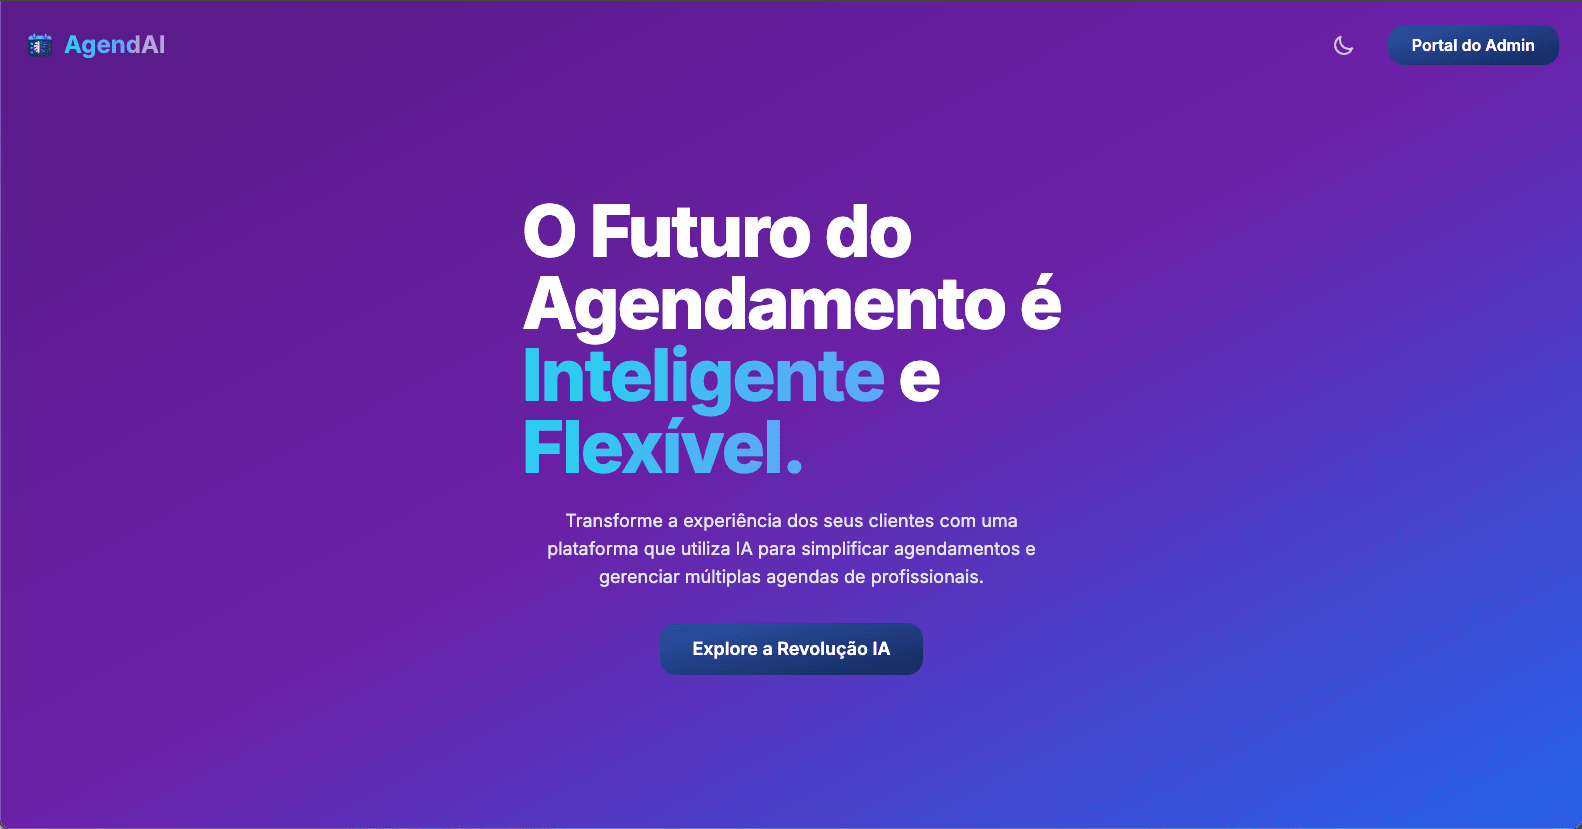 AgendAI
Portal do Admin
O Futuro do
Agendamento é
Inteligente e
Flexível.
Transforme a experiência dos seus clientes com uma
plataforma que utiliza IA para simplificar agendamentos e
gerenciar múltiplas agendas de profissionais.
Explore a Revolução IA